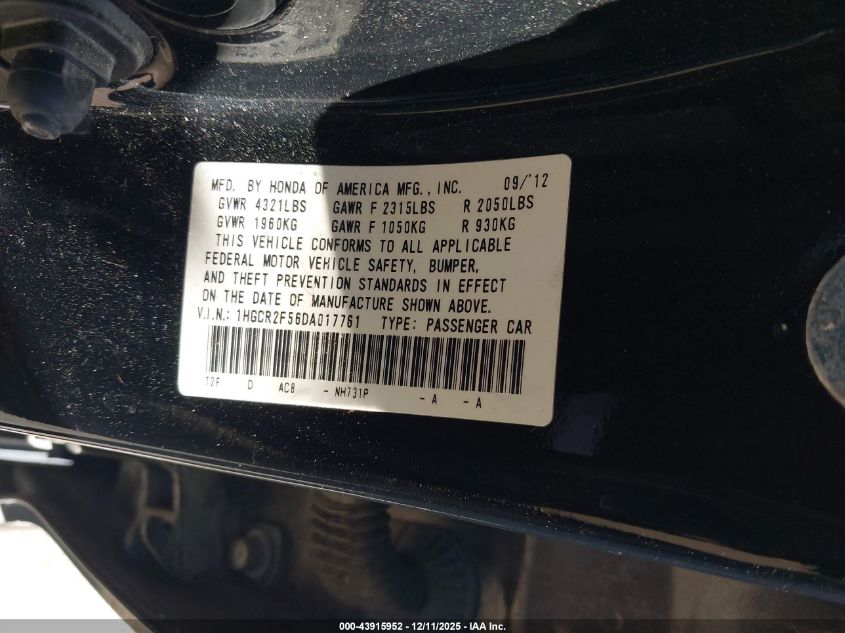 MFD. BY HONDA OF AMERICA MFG., INC. 09/'12
GVWR 4321LBS GAWR F 2315LBS R 2050LBS
GVWR 1960KG GAWR F 1050KG R 930KG
THIS VEHICLE CONFORMS TO ALL APPLICABLE
FEDERAL MOTOR VEHICLE SAFETY, BUMPER,
AND THEFT PREVENTION STANDARDS IN EFFECT
ON THE DATE OF MANUFACTURE SHOWN ABOVE.
V.I.N.: 1HGCR2F56DA017761 TYPE: PASSENGER CAR
T2F D AC8 - NH731P - A - A
000-43915952 - 12/11/2025 - IAA Inc.